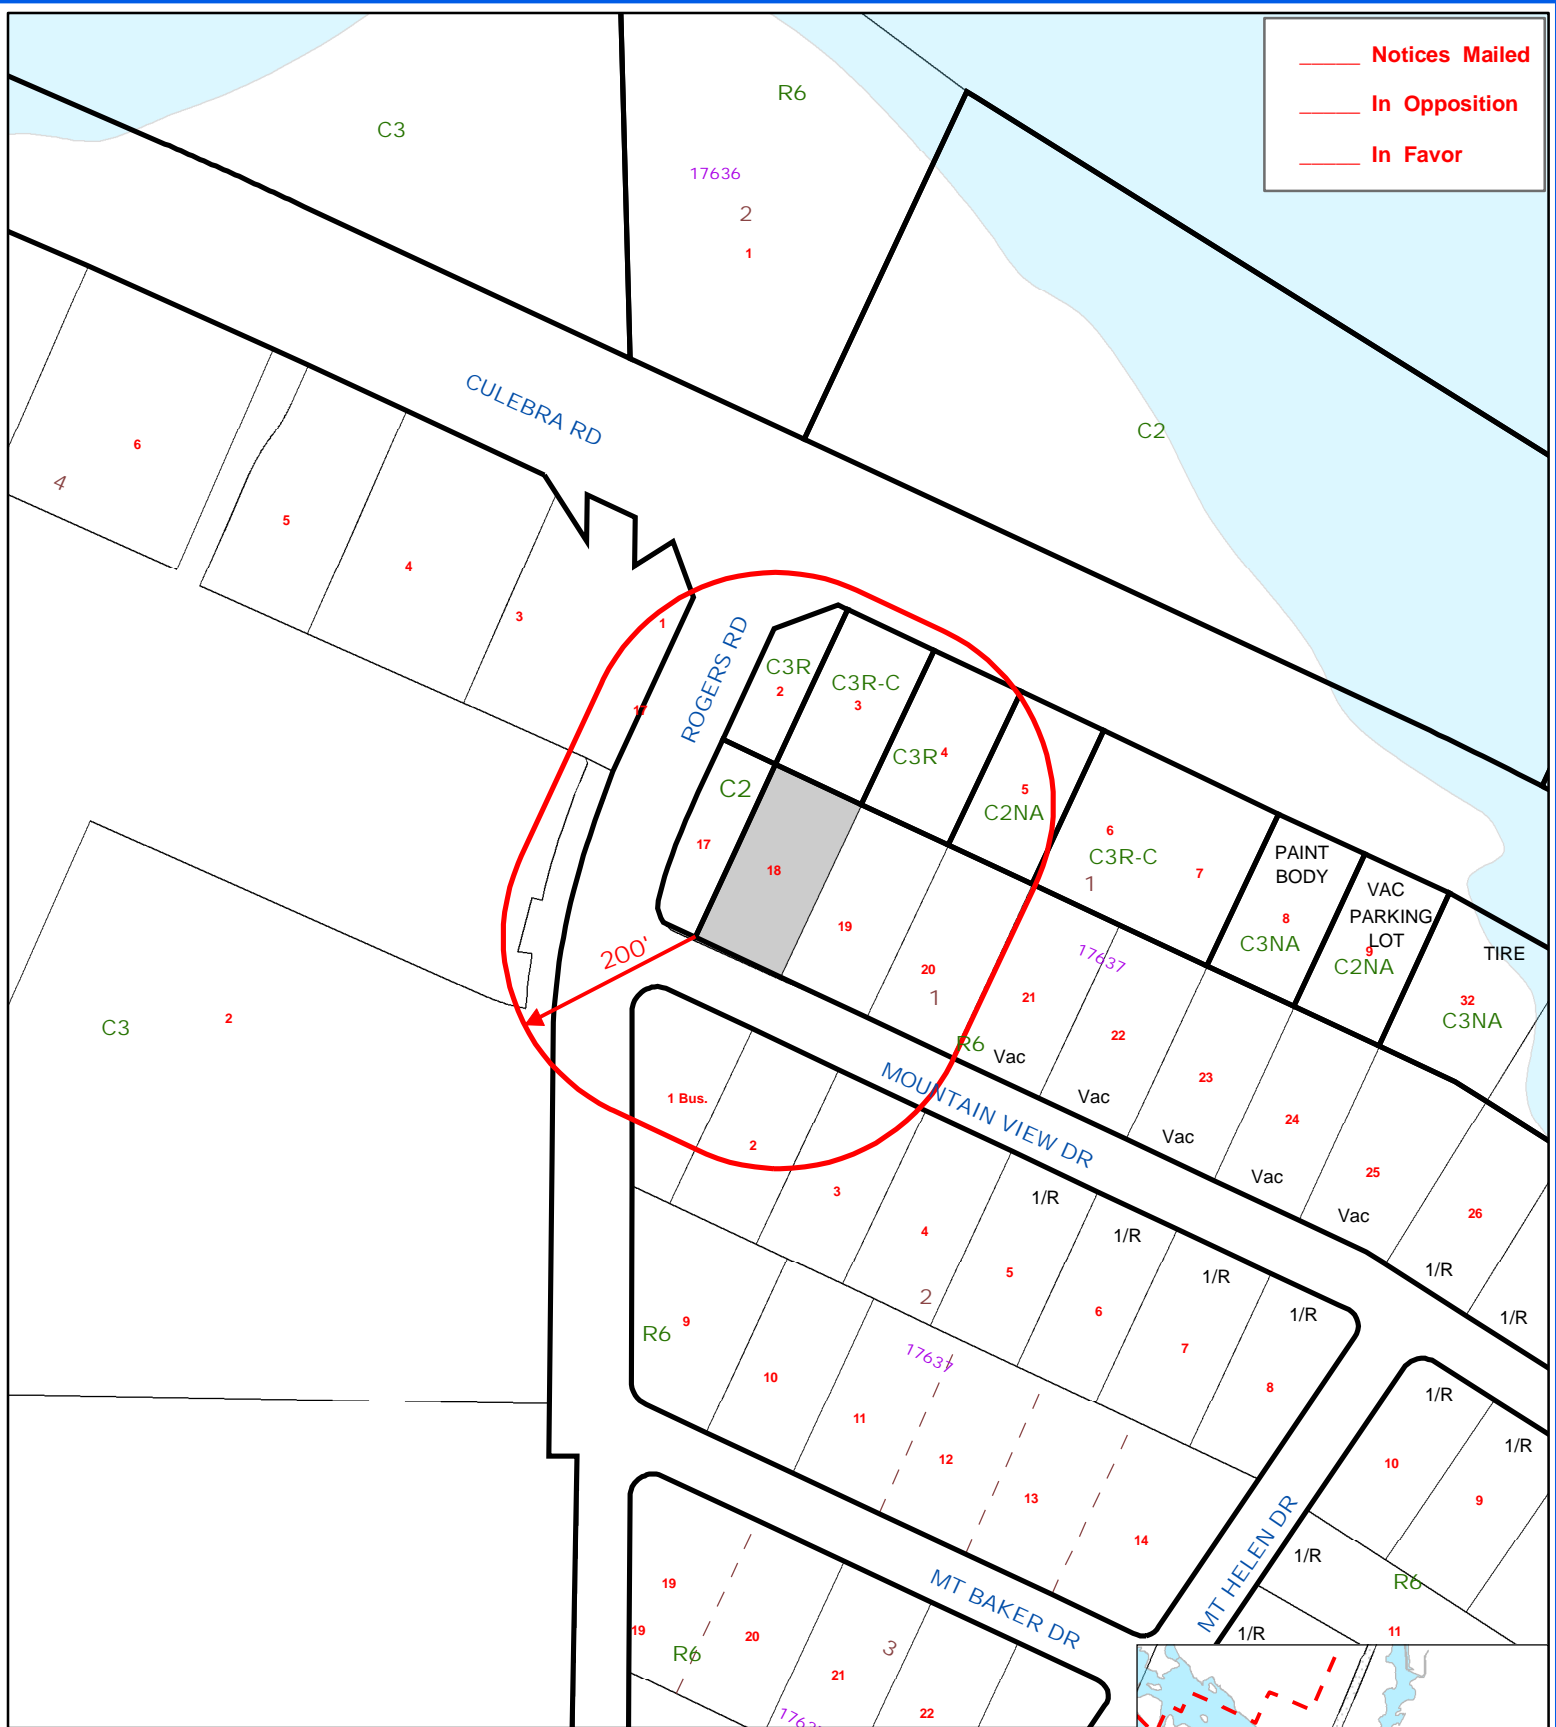 _____ Notices Mailed
_____ In Opposition
_____ In Favor
R6
C3
17636
2
1
CULEBRA RD
C2
6
4
5
4
3
1
17
ROGERS RD
C3R
2
C3R-C
3
C3R
4
5
C2NA
C2
17
18
19
20
1
200'
6
C3R-C
1
7
PAINT
BODY
8
C3NA
VAC
PARKING
LOT
9
C2NA
TIRE
32
C3NA
17637
21
Vac
22
Vac
23
Vac
24
Vac
25
Vac
26
1/R
1/R
R6
MOUNTAIN VIEW DR
C3
2
1 Bus.
2
3
4
5
1/R
6
1/R
7
1/R
8
1/R
2
17637
R6
9
10
11
12
13
14
MT HELEN DR
1/R
1/R
10
9
1/R
R6
1/R
11
MT BAKER DR
19
19
R6
20
21
3
22